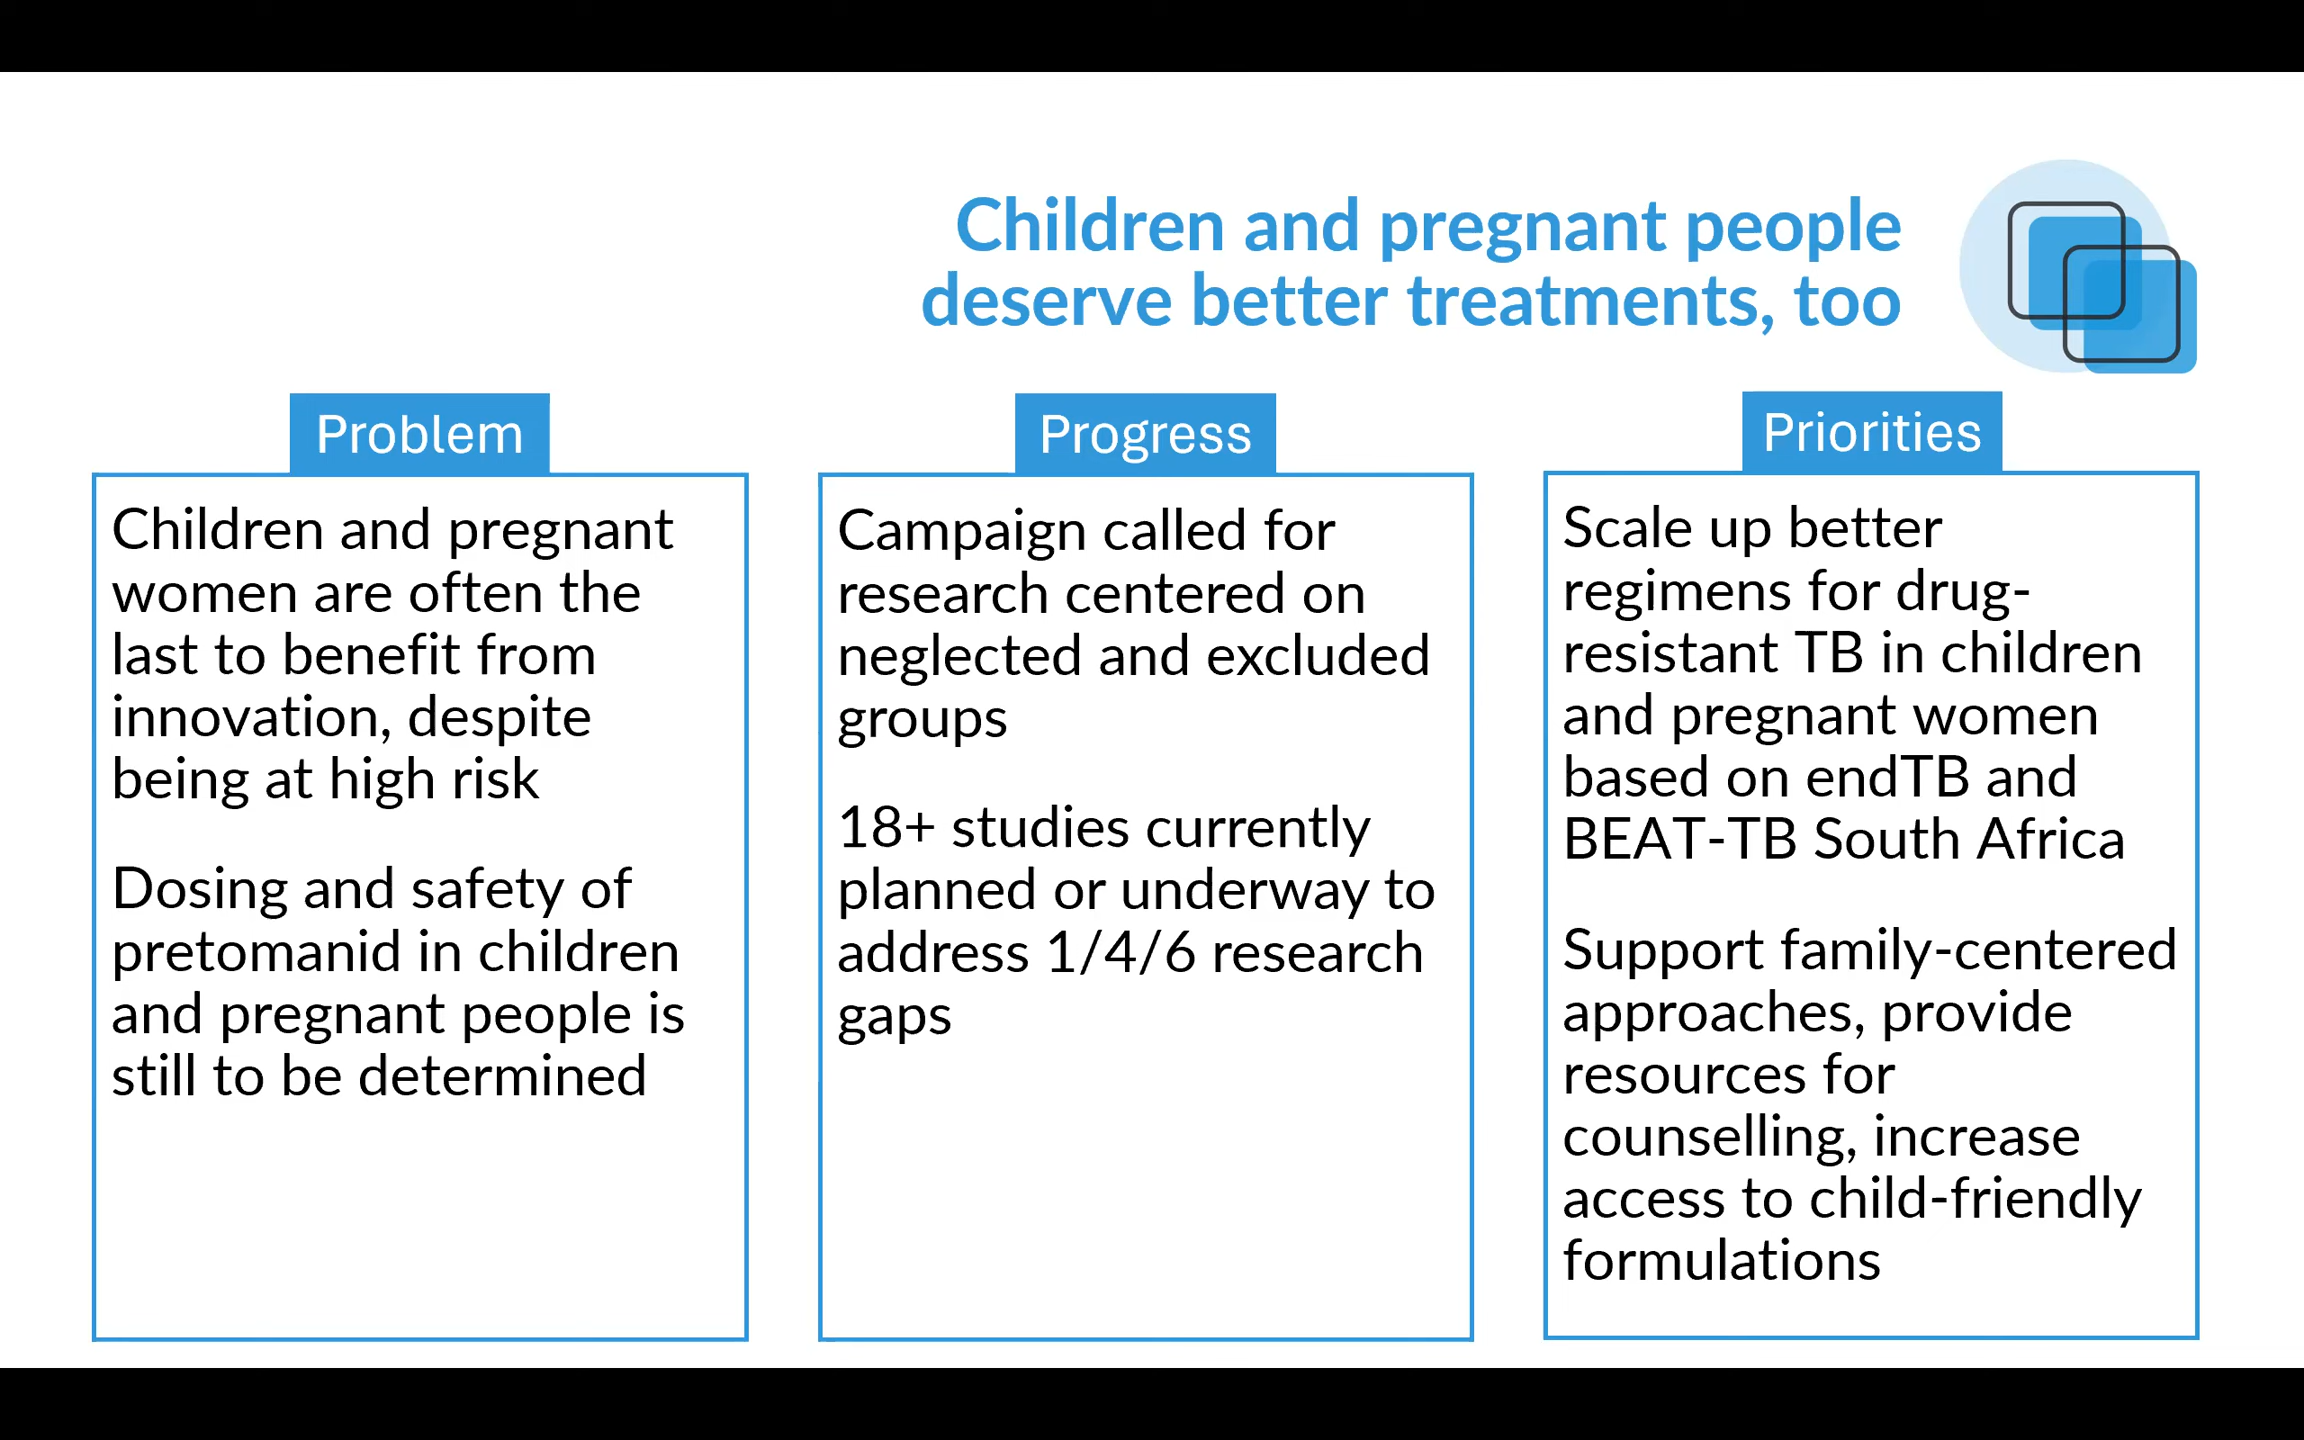 Children and pregnant people
deserve better treatments, too
Problem
Children and pregnant
women are often the
last to benefit from
innovation, despite
being at high risk
Dosing and safety of
pretomanid in children
and pregnant people is
still to be determined
Progress
Campaign called for
research centered on
neglected and excluded
groups
18+ studies currently
planned or underway to
address 1/4/6 research
gaps
Priorities
Scale up better
regimens for drug-
resistant TB in children
and pregnant women
based on endTB and
BEAT-TB South Africa
Support family-centered
approaches, provide
resources for
counselling, increase
access to child-friendly
formulations